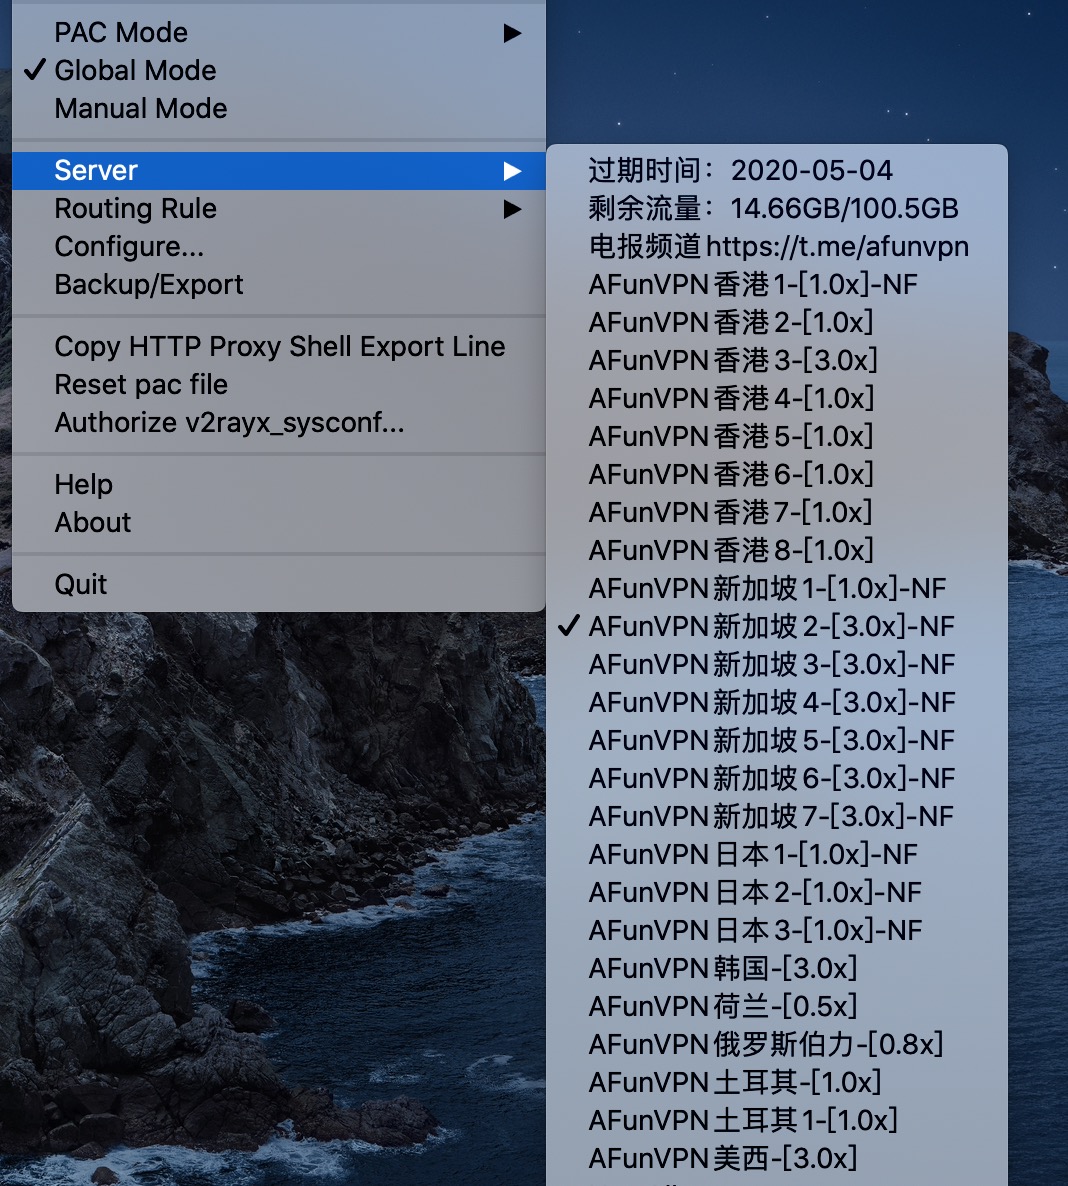 PAC Mode
Global Mode
Manual Mode
Server
Routing Rule
Configure...
Backup/Export
Copy HTTP Proxy Shell Export Line
Reset pac file
Authorize v2rayx_sysconf...
Help
About
Quit
过期时间：2020-05-04
剩余流量：14.66GB/100.5GB
电报频道https://t.me/afunvpn
AFunVPN香港1-[1.0x]-NF
AFunVPN香港2-[1.0x]
AFunVPN香港3-[3.0x]
AFunVPN香港4-[1.0x]
AFunVPN香港5-[1.0x]
AFunVPN香港6-[1.0x]
AFunVPN香港7-[1.0x]
AFunVPN香港8-[1.0x]
AFunVPN新加坡1-[1.0x]-NF
AFunVPN新加坡2-[3.0x]-NF
AFunVPN新加坡3-[3.0x]-NF
AFunVPN新加坡4-[3.0x]-NF
AFunVPN新加坡5-[3.0x]-NF
AFunVPN新加坡6-[3.0x]-NF
AFunVPN新加坡7-[3.0x]-NF
AFunVPN日本1-[1.0x]-NF
AFunVPN日本2-[1.0x]-NF
AFunVPN日本3-[1.0x]-NF
AFunVPN韩国-[3.0x]
AFunVPN荷兰-[0.5x]
AFunVPN俄罗斯伯力-[0.8x]
AFunVPN土耳其-[1.0x]
AFunVPN土耳其1-[1.0x]
AFunVPN美西-[3.0x]